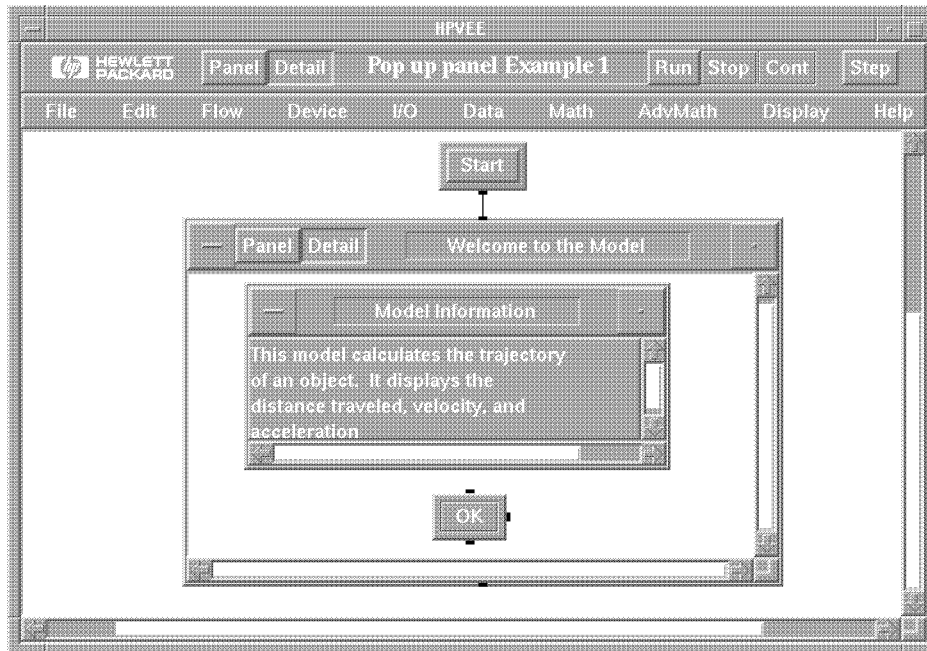 HPVEE
hp HEWLETT PACKARD Panel Detail Pop up panel Example 1 Run Stop Cont Step
File Edit Flow Device I/O Data Math AdvMath Display Help
Start
Panel Detail Welcome to the Model
Model Information
This model calculates the trajectory
of an object. It displays the
distance traveled, velocity, and
acceleration
OK